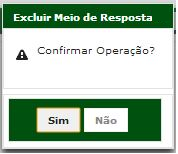 Excluir Meio de Resposta
Confirmar Operação?
Sim Não